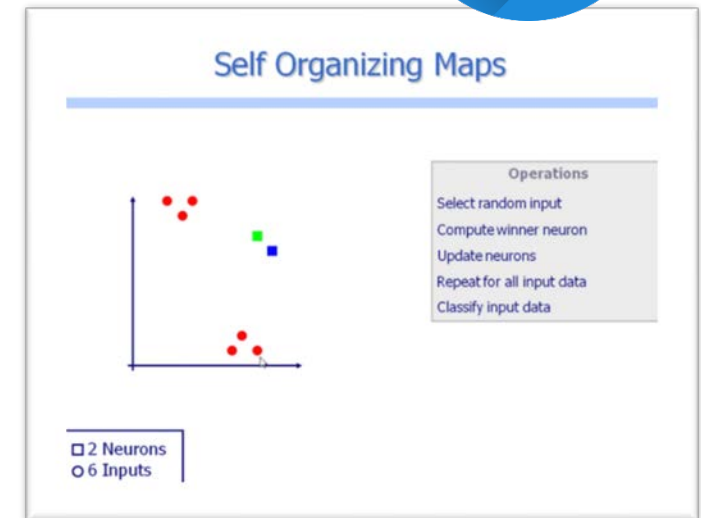 Self Organizing Maps
Operations
Select random input
Compute winner neuron
Update neurons
Repeat for all input data
Classify input data
2 Neurons
6 Inputs